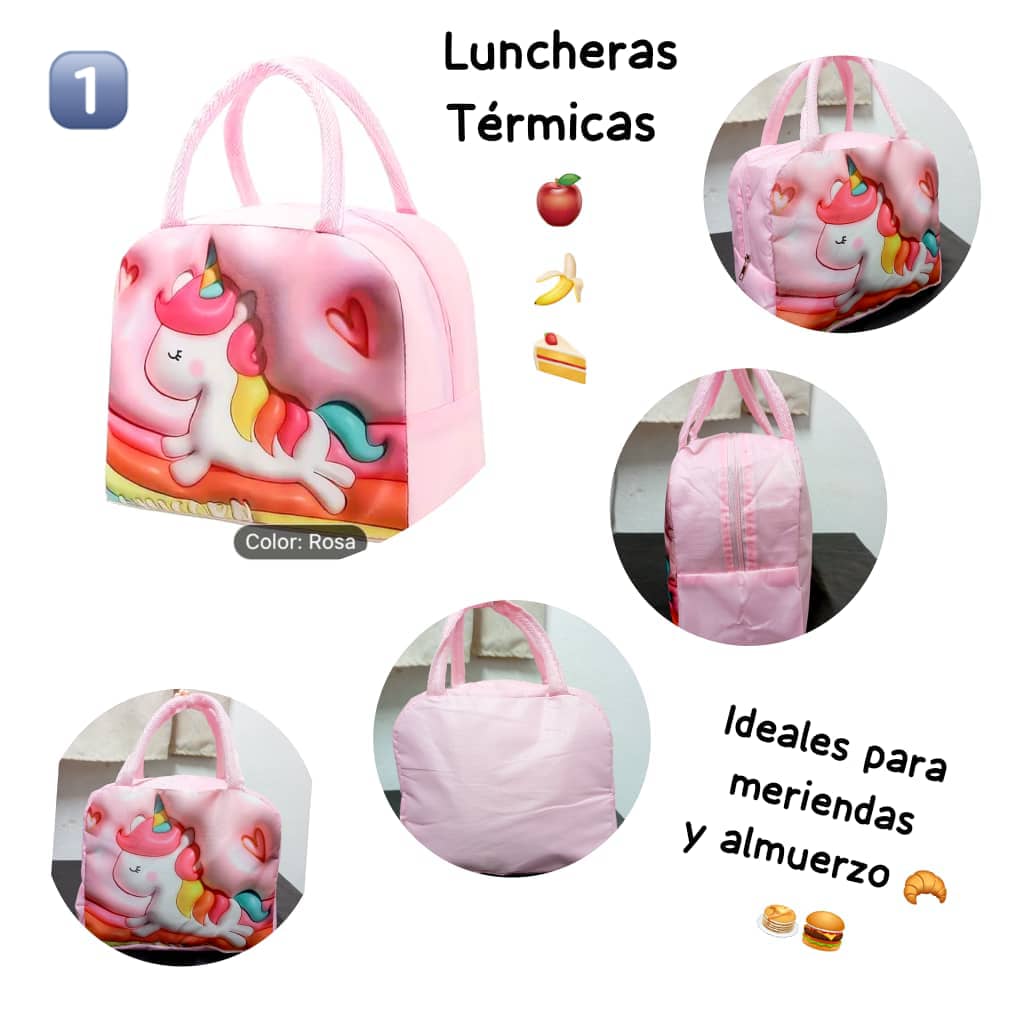 1
Luncheras
Térmicas
Color: Rosa
Ideales para
meriendas
y almuerzo